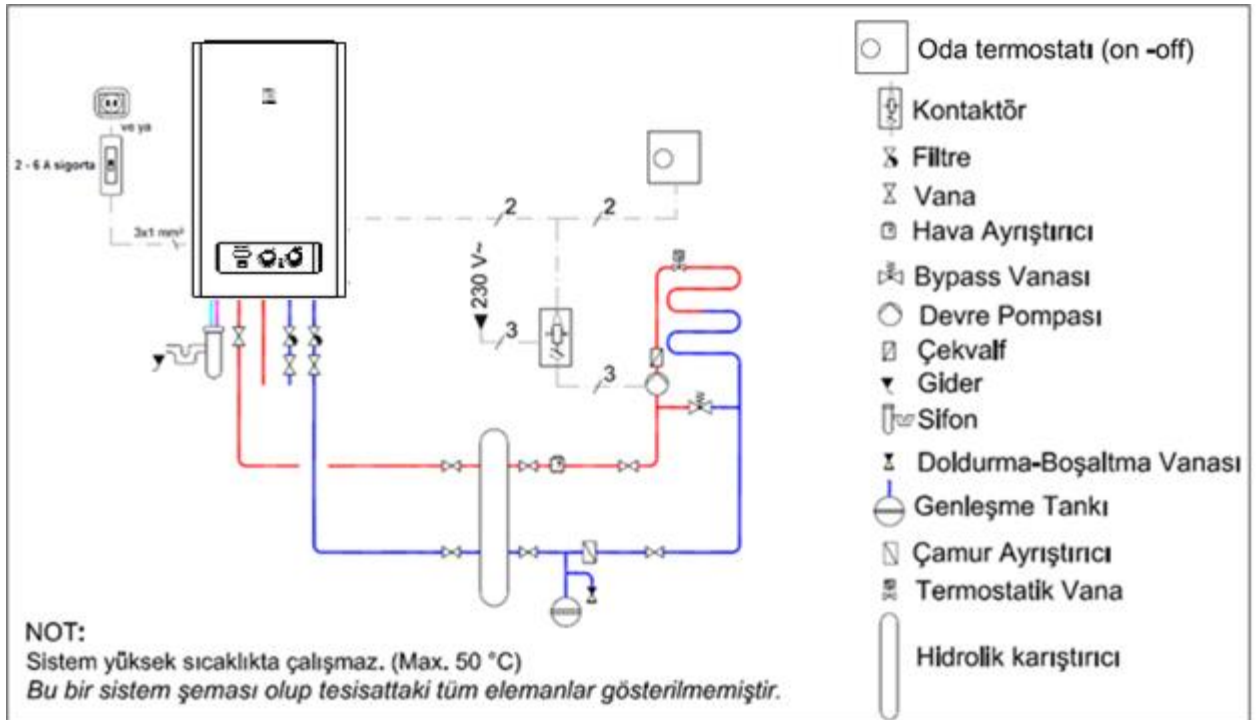 ve ya
2 - 6 A sigorta
3x1 mm²
2
2
230 V~
3
3
Oda termostatı (on -off)
Kontaktör
Filtre
Vana
Hava Ayrıştırıcı
Bypass Vanası
Devre Pompası
Çekvalf
Gider
Sifon
Doldurma-Boşaltma Vanası
Genleşme Tankı
Çamur Ayrıştırıcı
Termostatik Vana
Hidrolik karıştırıcı
NOT:
Sistem yüksek sıcaklıkta çalışmaz. (Max. 50 °C)
Bu bir sistem şeması olup tesisattaki tüm elemanlar gösterilmemiştir.